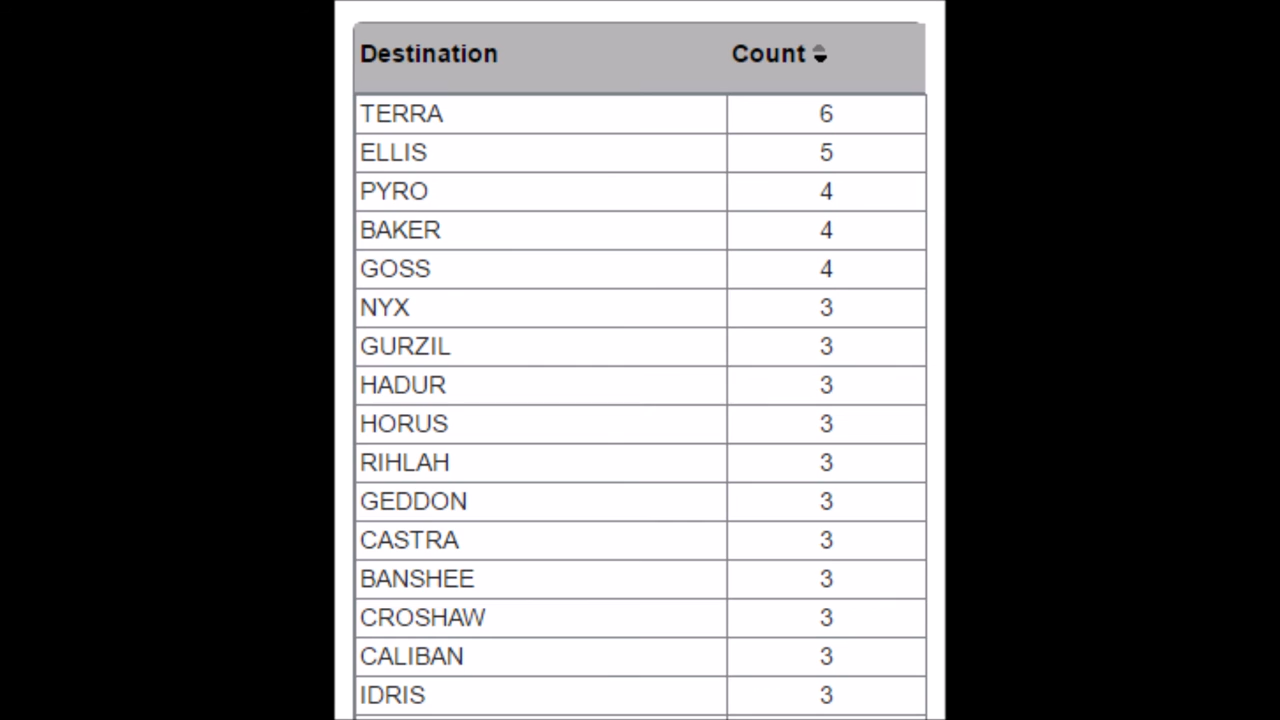 Destination Count
TERRA 6
ELLIS 5
PYRO 4
BAKER 4
GOSS 4
NYX 3
GURZIL 3
HADUR 3
HORUS 3
RIHLAH 3
GEDDON 3
CASTRA 3
BANSHEE 3
CROSHAW 3
CALIBAN 3
IDRIS 3